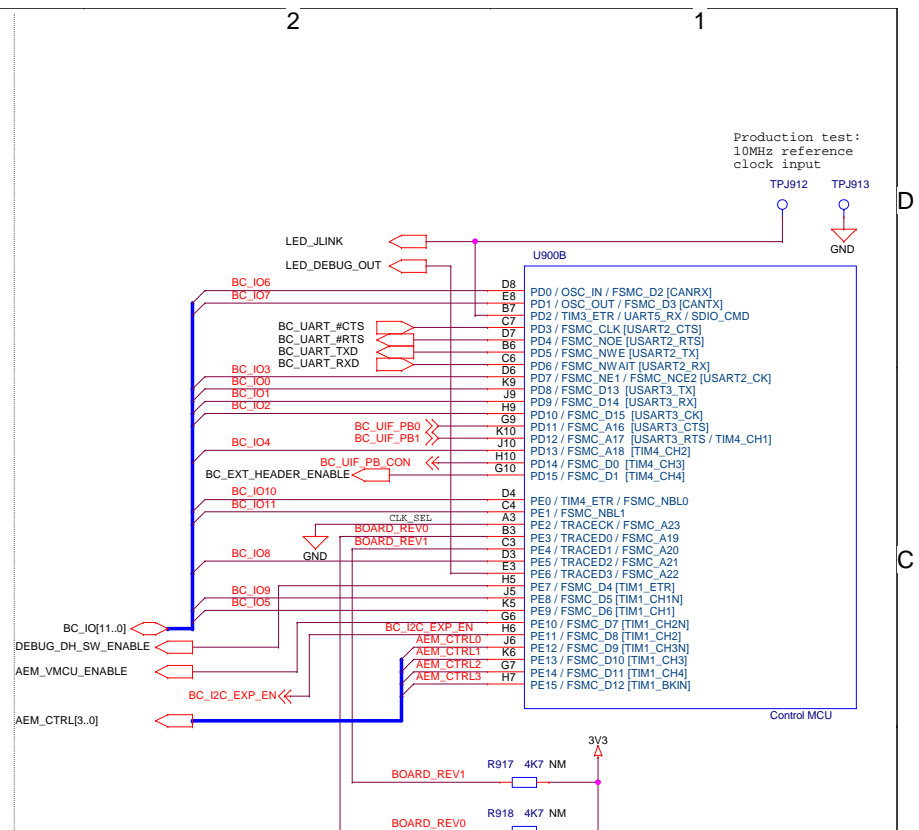 2 1
Production test:
10MHz reference
clock input
TPJ912 TPJ913
D
LED_JLINK
GND
U900B
LED_DEBUG_OUT
BC_IO6 D8 PD0 / OSC_IN / FSMC_D2 [CANRX]
BC_IO7 E8 PD1 / OSC_OUT / FSMC_D3 [CANTX]
B7 PD2 / TIM3_ETR / UART5_RX / SDIO_CMD
BC_UART_#CTS C7 PD3 / FSMC_CLK [USART2_CTS]
BC_UART_#RTS D7 PD4 / FSMC_NOE [USART2_RTS]
BC_UART_TXD B6 PD5 / FSMC_NWE [USART2_TX]
BC_UART_RXD C6 PD6 / FSMC_NWAIT [USART2_RX]
BC_IO3 D6 PD7 / FSMC_NE1 / FSMC_NCE2 [USART2_CK]
BC_IO0 K9 PD8 / FSMC_D13 [USART3_TX]
BC_IO1 J9 PD9 / FSMC_D14 [USART3_RX]
BC_IO2 H9 PD10 / FSMC_D15 [USART3_CK]
BC_UIF_PB0 G9 PD11 / FSMC_A16 [USART3_CTS]
BC_UIF_PB1 K10 PD12 / FSMC_A17 [USART3_RTS / TIM4_CH1]
BC_IO4 J10 PD13 / FSMC_A18 [TIM4_CH2]
BC_UIF_PB_CON H10 PD14 / FSMC_D0 [TIM4_CH3]
BC_EXT_HEADER_ENABLE G10 PD15 / FSMC_D1 [TIM4_CH4]
BC_IO10 D4 PE0 / TIM4_ETR / FSMC_NBL0
BC_IO11 C4 PE1 / FSMC_NBL1
CLK_SEL A3 PE2 / TRACECK / FSMC_A23
BOARD_REV0 B3 PE3 / TRACED0 / FSMC_A19
BOARD_REV1 C3 PE4 / TRACED1 / FSMC_A20
GND
BC_IO8 D3 PE5 / TRACED2 / FSMC_A21
C
E3 PE6 / TRACED3 / FSMC_A22
H5 PE7 / FSMC_D4 [TIM1_ETR]
BC_IO9 J5 PE8 / FSMC_D5 [TIM1_CH1N]
BC_IO5 K5 PE9 / FSMC_D6 [TIM1_CH1]
G6 PE10 / FSMC_D7 [TIM1_CH2N]
BC_IO[11..0] BC_I2C_EXP_EN H6 PE11 / FSMC_D8 [TIM1_CH2]
DEBUG_DH_SW_ENABLE AEM_CTRL0 J6 PE12 / FSMC_D9 [TIM1_CH3N]
AEM_CTRL1 K6 PE13 / FSMC_D10 [TIM1_CH3]
AEM_VMCU_ENABLE AEM_CTRL2 G7 PE14 / FSMC_D11 [TIM1_CH4]
AEM_CTRL3 H7 PE15 / FSMC_D12 [TIM1_BKIN]
BC_I2C_EXP_EN
AEM_CTRL[3..0] Control MCU
3V3
R917 4K7 NM
BOARD_REV1
R918 4K7 NM
BOARD_REV0